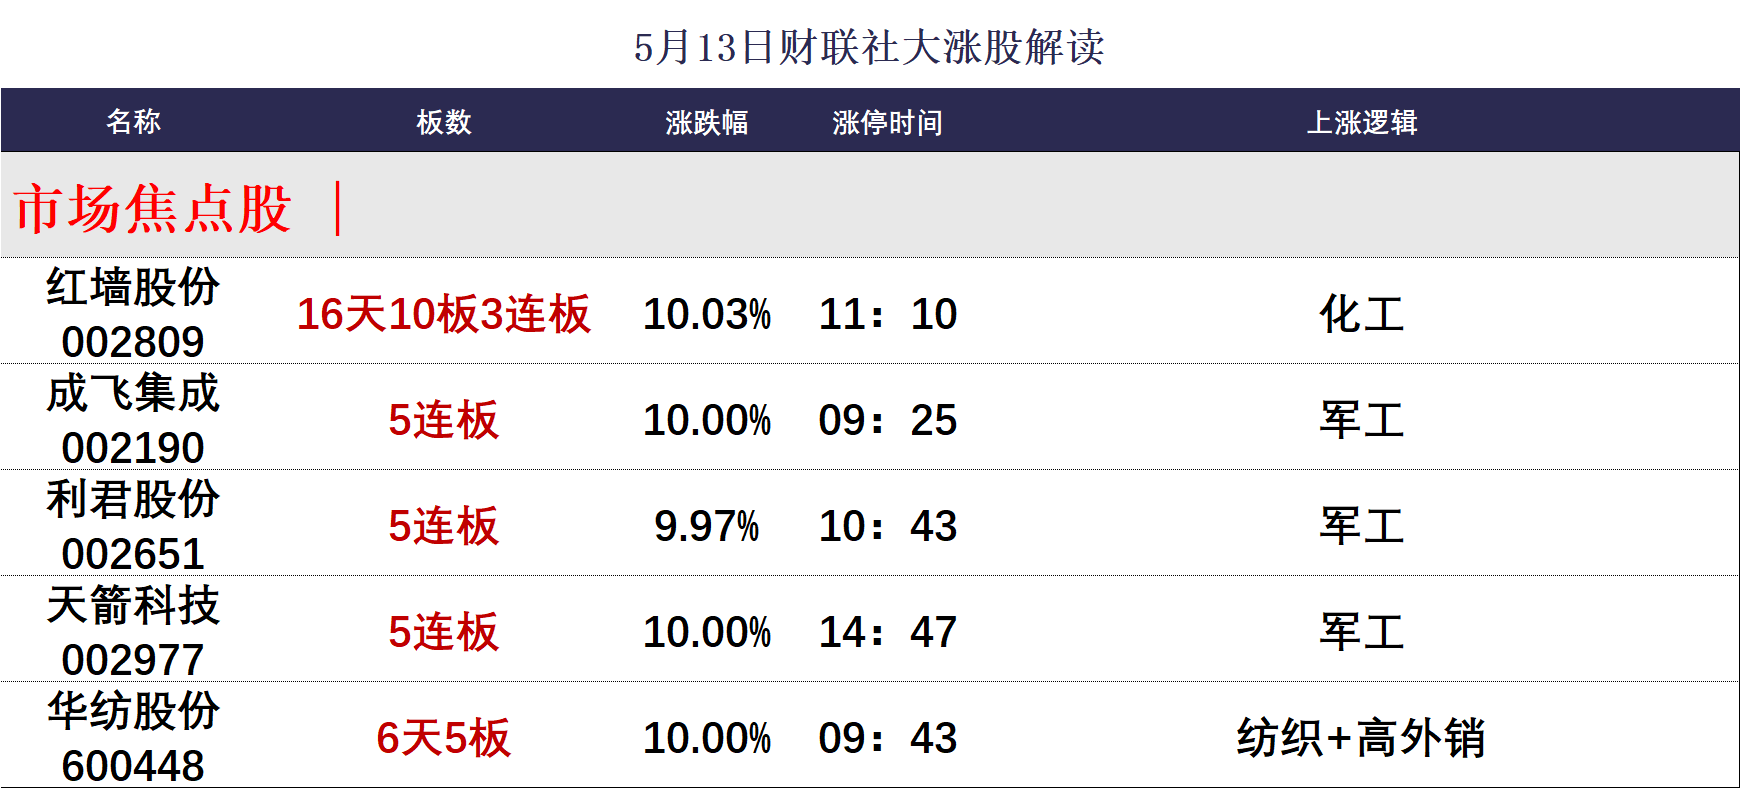 5月13日财联社大涨股解读
名称 板数 涨跌幅 涨停时间 上涨逻辑
市场焦点股 |
红墙股份
002809
16天10板3连板 10.03% 11：10 化工
成飞集成
002190
5连板 10.00% 09：25 军工
利君股份
002651
5连板 9.97% 10：43 军工
天箭科技
002977
5连板 10.00% 14：47 军工
华纺股份
600448
6天5板 10.00% 09：43 纺织+高外销